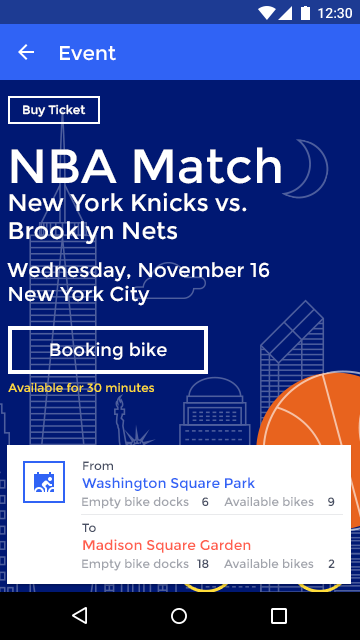 12:30
Event
Buy Ticket
NBA Match
New York Knicks vs.
Brooklyn Nets
Wednesday, November 16
New York City
Booking bike
Available for 30 minutes
From
Washington Square Park
Empty bike docks 6 Available bikes 9
To
Madison Square Garden
Empty bike docks 18 Available bikes 2